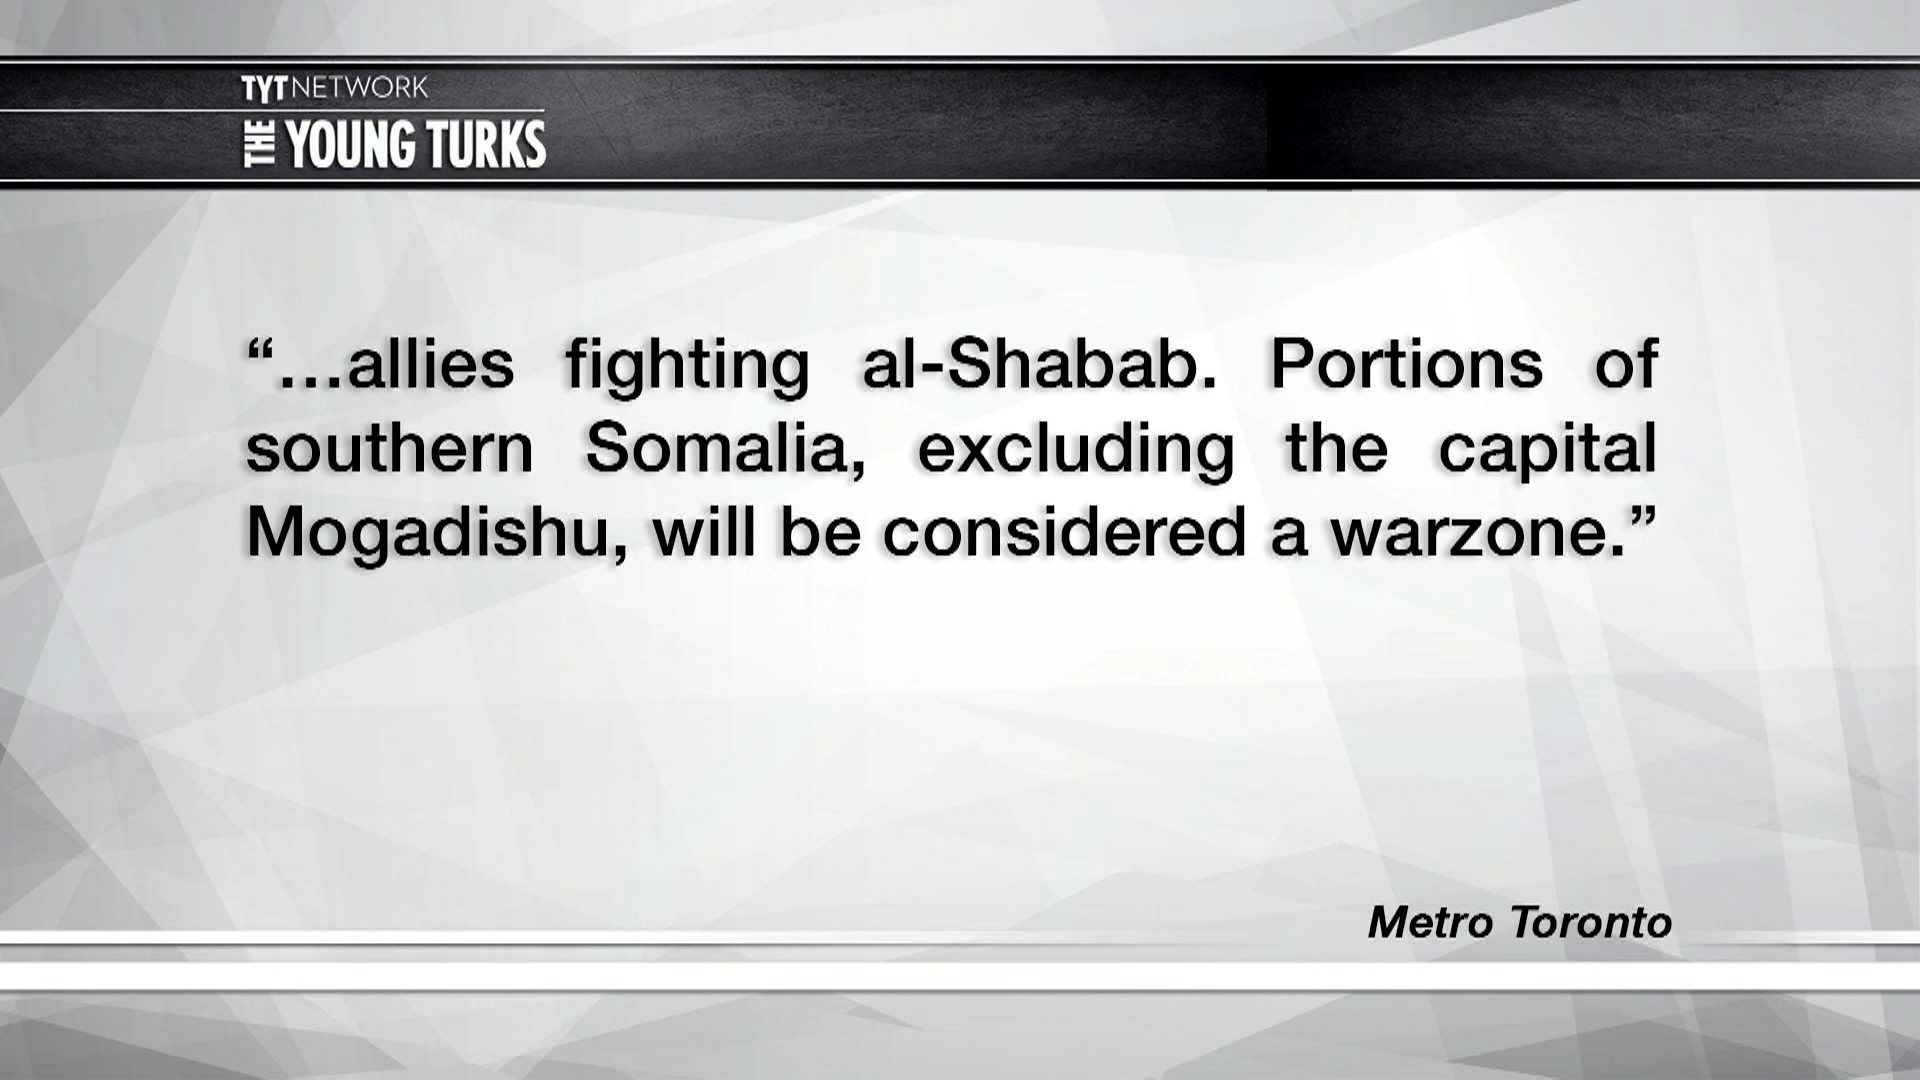 TYTNETWORK
THE YOUNG TURKS
“...allies fighting al-Shabab. Portions of
southern Somalia, excluding the capital
Mogadishu, will be considered a warzone.”
Metro Toronto